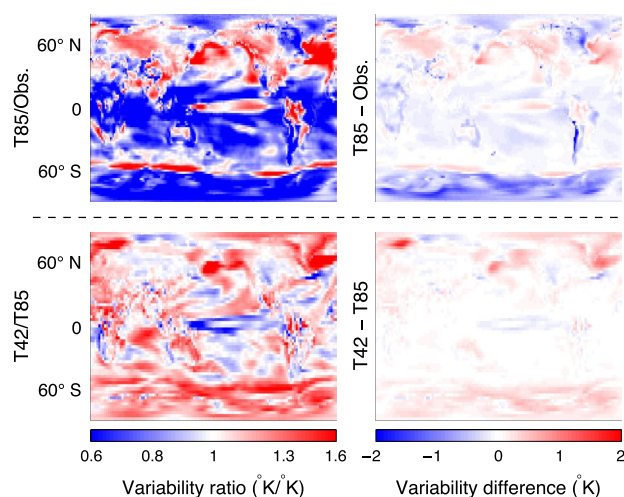 T85/Obs.
60° N
0
60° S
T85 − Obs.
T42/T85
60° N
0
60° S
T42 − T85
0.6 0.8 1 1.3 1.6
Variability ratio (°K/°K)
−2 −1 0 1 2
Variability difference (°K)